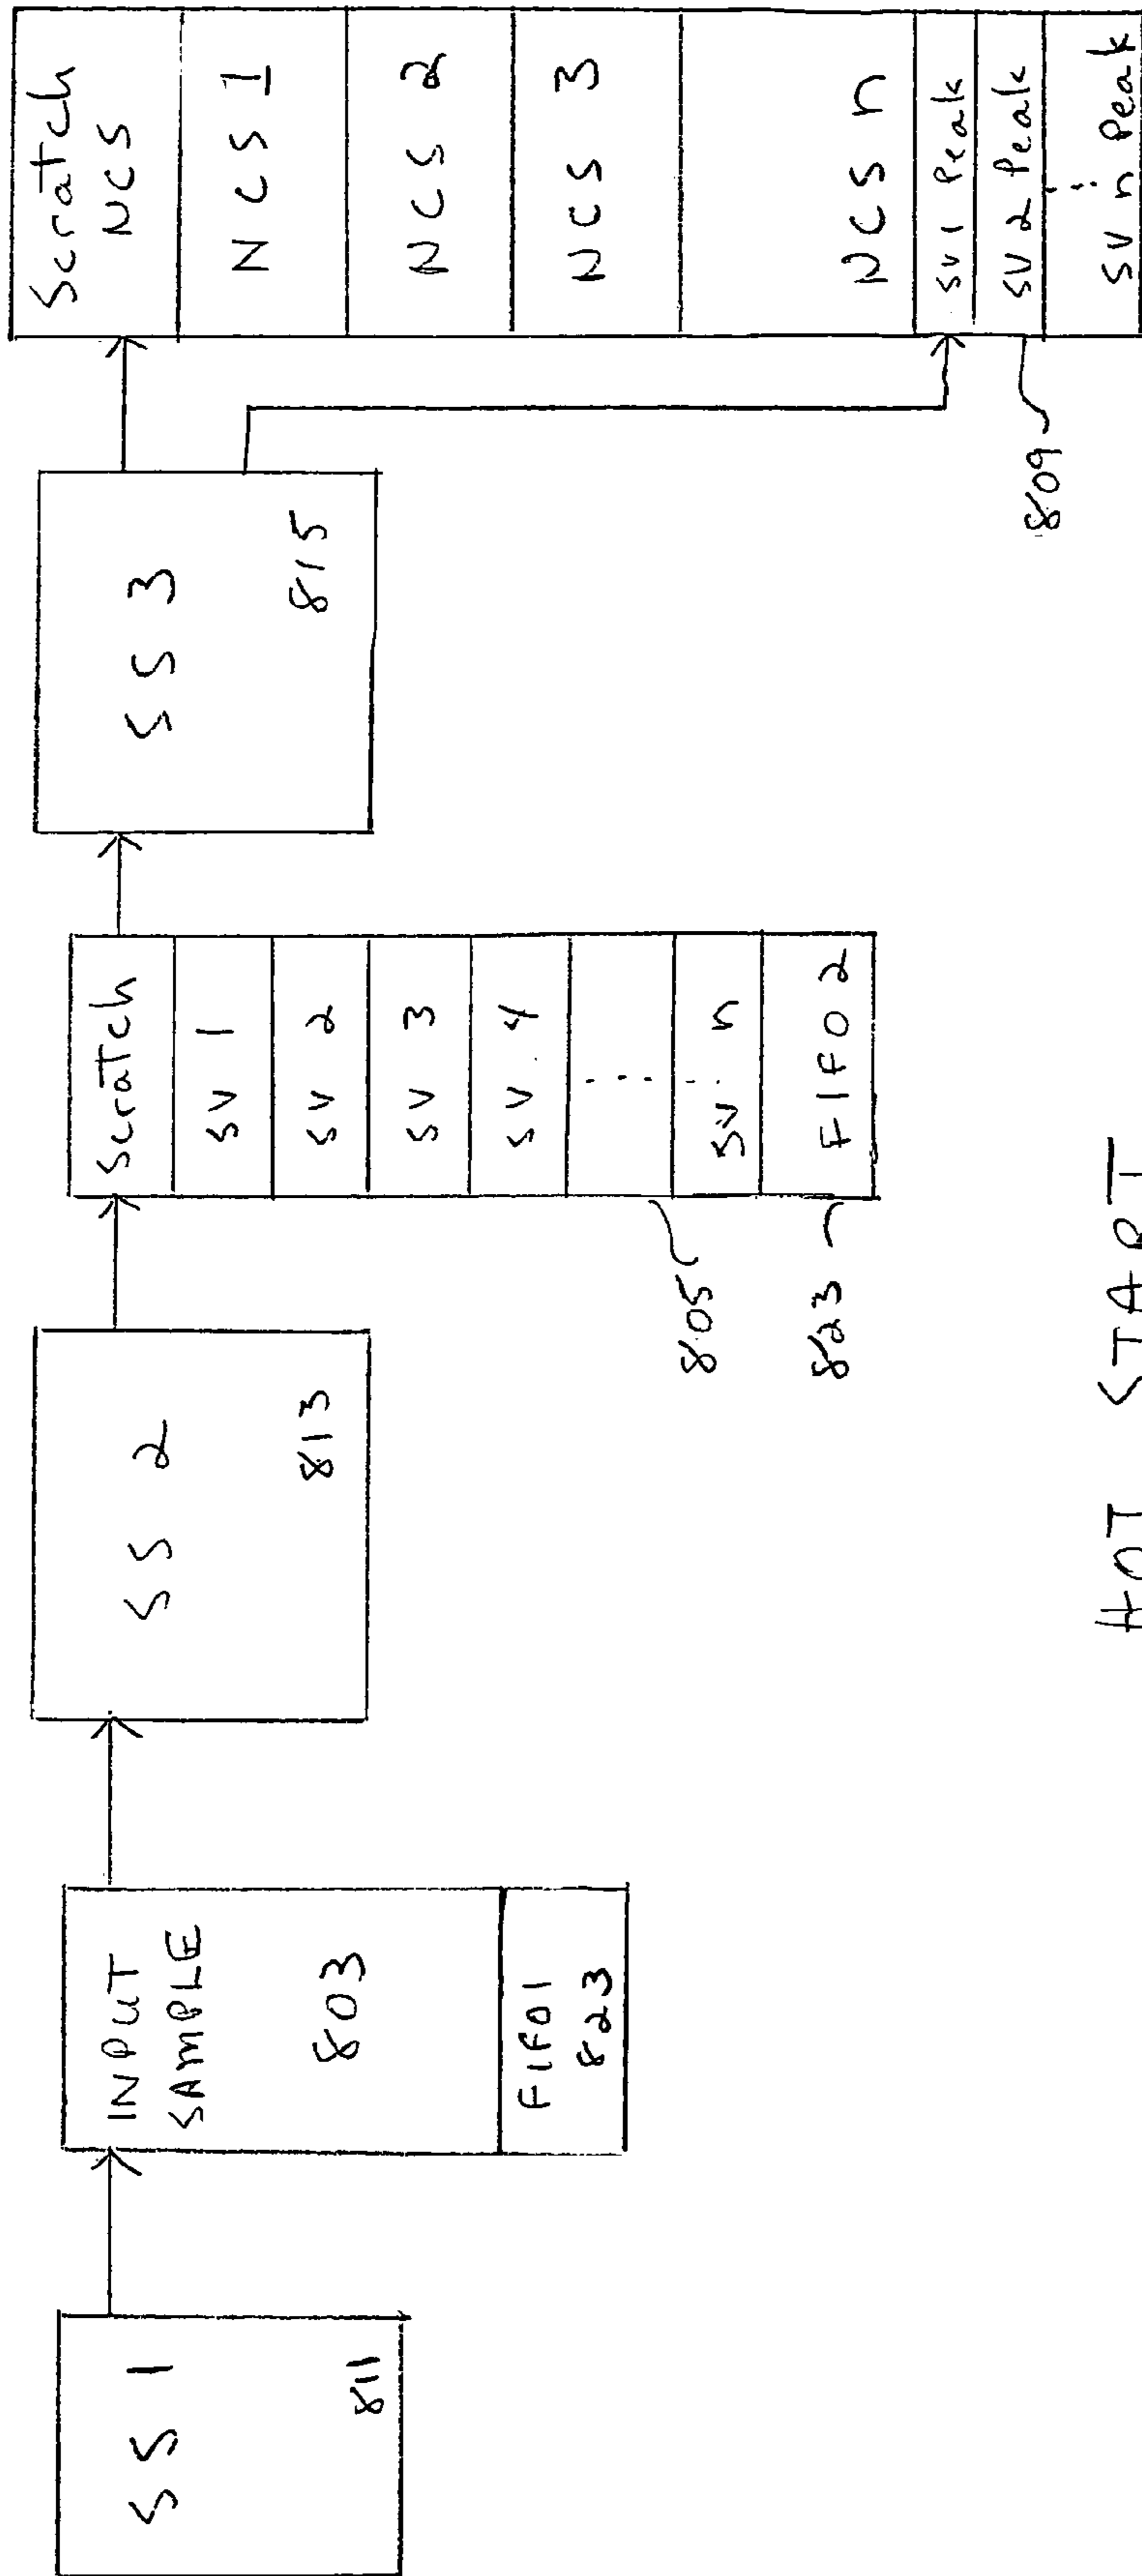 SS 1
811
INPUT
SAMPLE
803
FIFO1
823
SS 2
813
Scratch
SV 1
SV 2
SV 3
SV 4
SV n
FIFO 2
805
823
SS 3
815
Scratch
NCS
NCS 1
NCS 2
NCS 3
NCS n
SV 1 Peak
SV 2 Peak
SV n Peak
809
HOT START